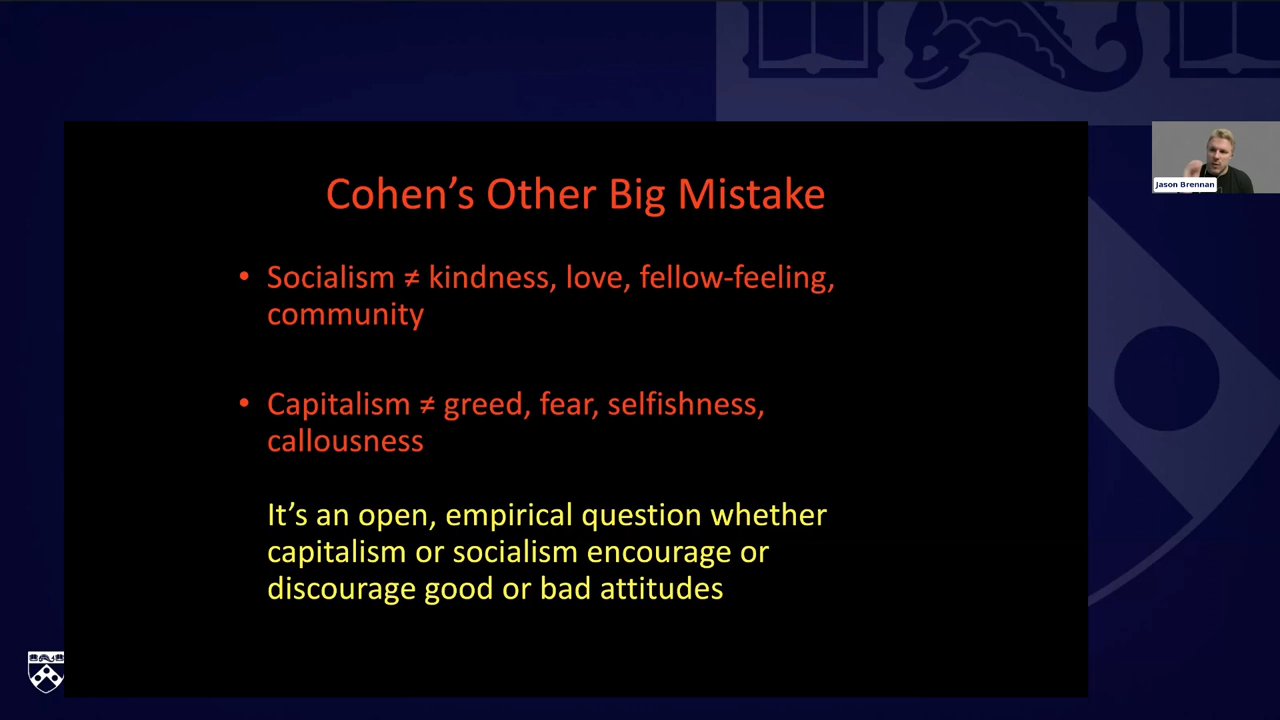 Cohen’s Other Big Mistake
• Socialism ≠ kindness, love, fellow-feeling,
community
• Capitalism ≠ greed, fear, selfishness,
callousness
It’s an open, empirical question whether
capitalism or socialism encourage or
discourage good or bad attitudes
Jason Brennan